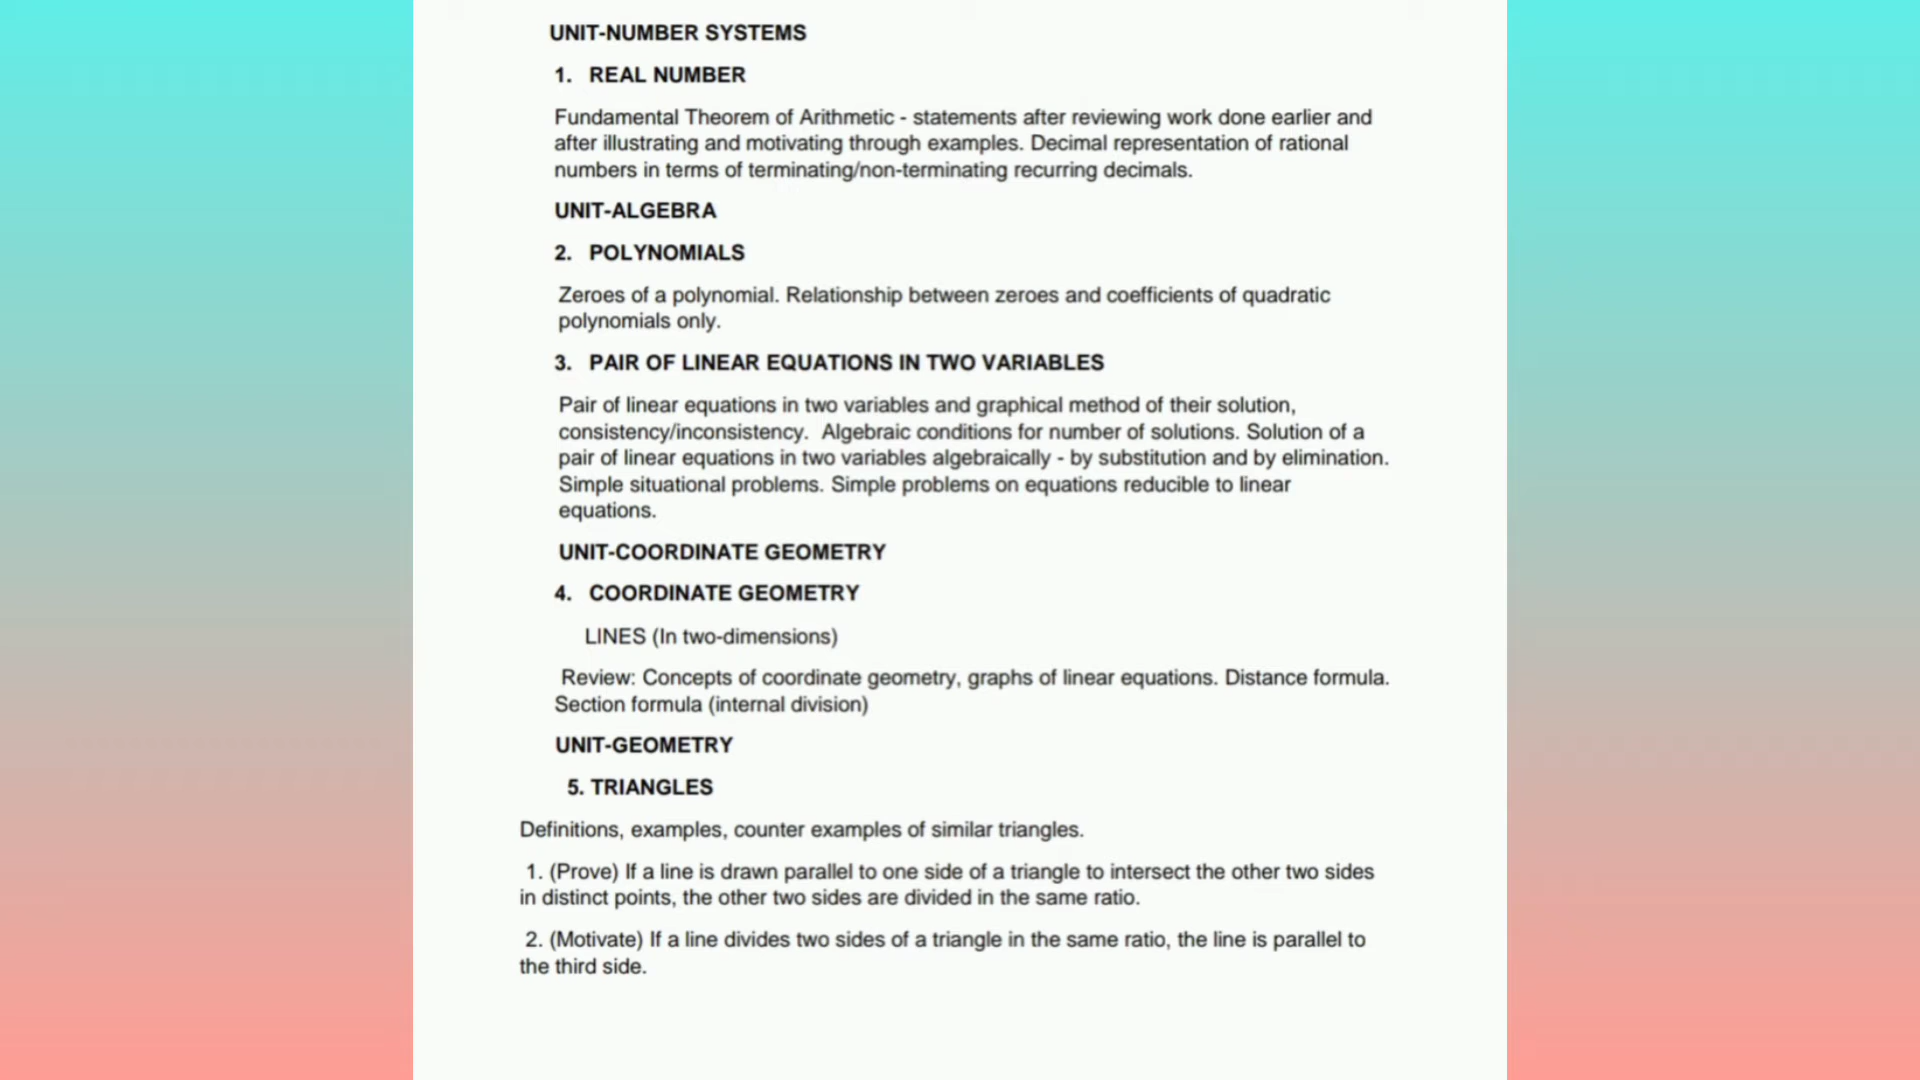 UNIT-NUMBER SYSTEMS
1. REAL NUMBER
Fundamental Theorem of Arithmetic - statements after reviewing work done earlier and
after illustrating and motivating through examples. Decimal representation of rational
numbers in terms of terminating/non-terminating recurring decimals.
UNIT-ALGEBRA
2. POLYNOMIALS
Zeroes of a polynomial. Relationship between zeroes and coefficients of quadratic
polynomials only.
3. PAIR OF LINEAR EQUATIONS IN TWO VARIABLES
Pair of linear equations in two variables and graphical method of their solution,
consistency/inconsistency. Algebraic conditions for number of solutions. Solution of a
pair of linear equations in two variables algebraically - by substitution and by elimination.
Simple situational problems. Simple problems on equations reducible to linear
equations.
UNIT-COORDINATE GEOMETRY
4. COORDINATE GEOMETRY
LINES (In two-dimensions)
Review: Concepts of coordinate geometry, graphs of linear equations. Distance formula.
Section formula (internal division)
UNIT-GEOMETRY
5. TRIANGLES
Definitions, examples, counter examples of similar triangles.
1. (Prove) If a line is drawn parallel to one side of a triangle to intersect the other two sides
in distinct points, the other two sides are divided in the same ratio.
2. (Motivate) If a line divides two sides of a triangle in the same ratio, the line is parallel to
the third side.